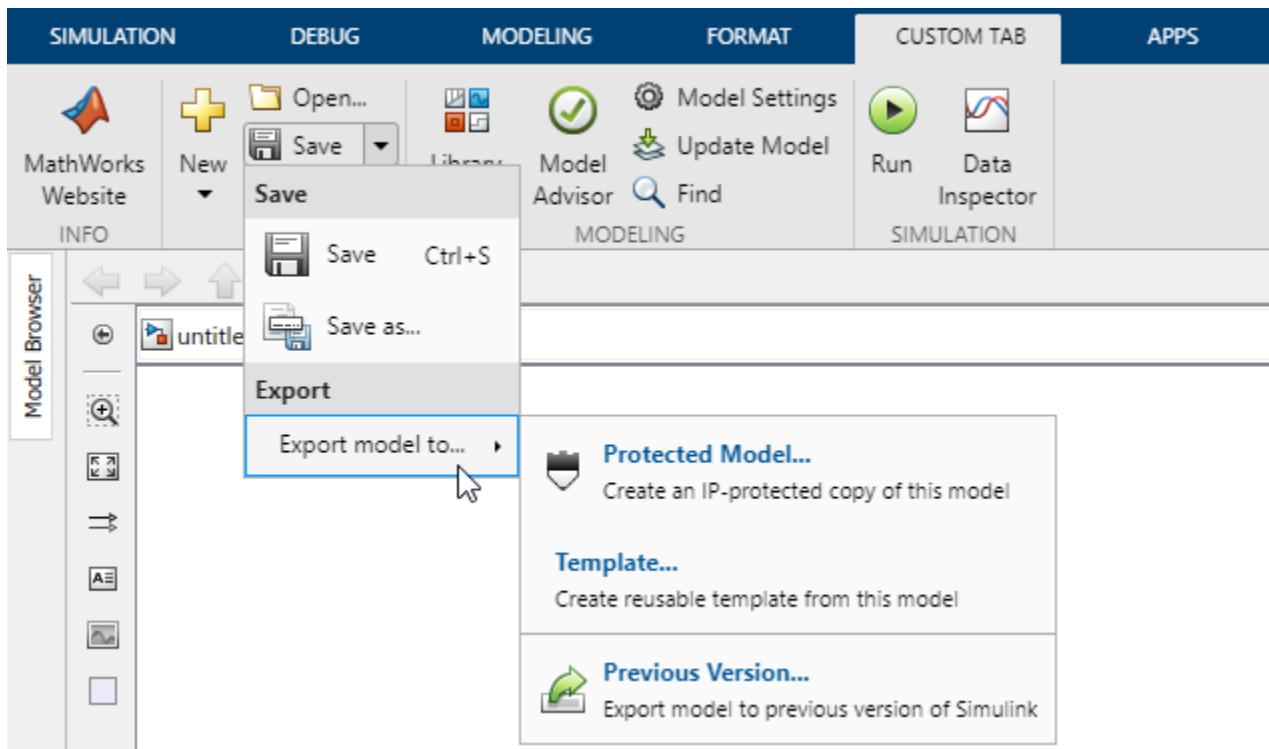 SIMULATION DEBUG MODELING FORMAT CUSTOM TAB APPS
Open... Model Settings
Save Update Model
MathWorks New Library Model Run Data
Website Advisor Find Inspector
INFO MODELING SIMULATION
Save
Save Ctrl+S
Save as...
Export
Export model to...
Model Browser
untitle
Protected Model...
Create an IP-protected copy of this model
Template...
Create reusable template from this model
Previous Version...
Export model to previous version of Simulink